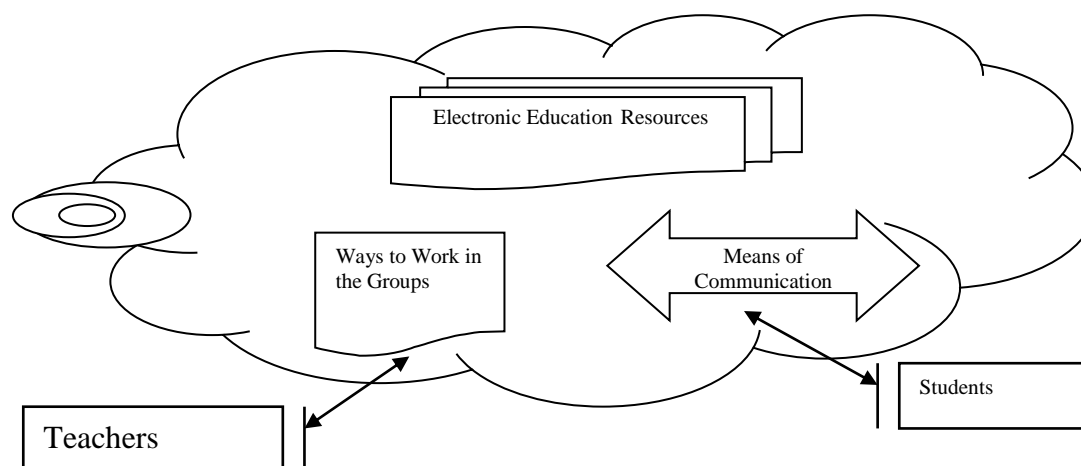 Electronic Education Resources
Ways to Work in
the Groups
Means of
Communication
Students
Teachers